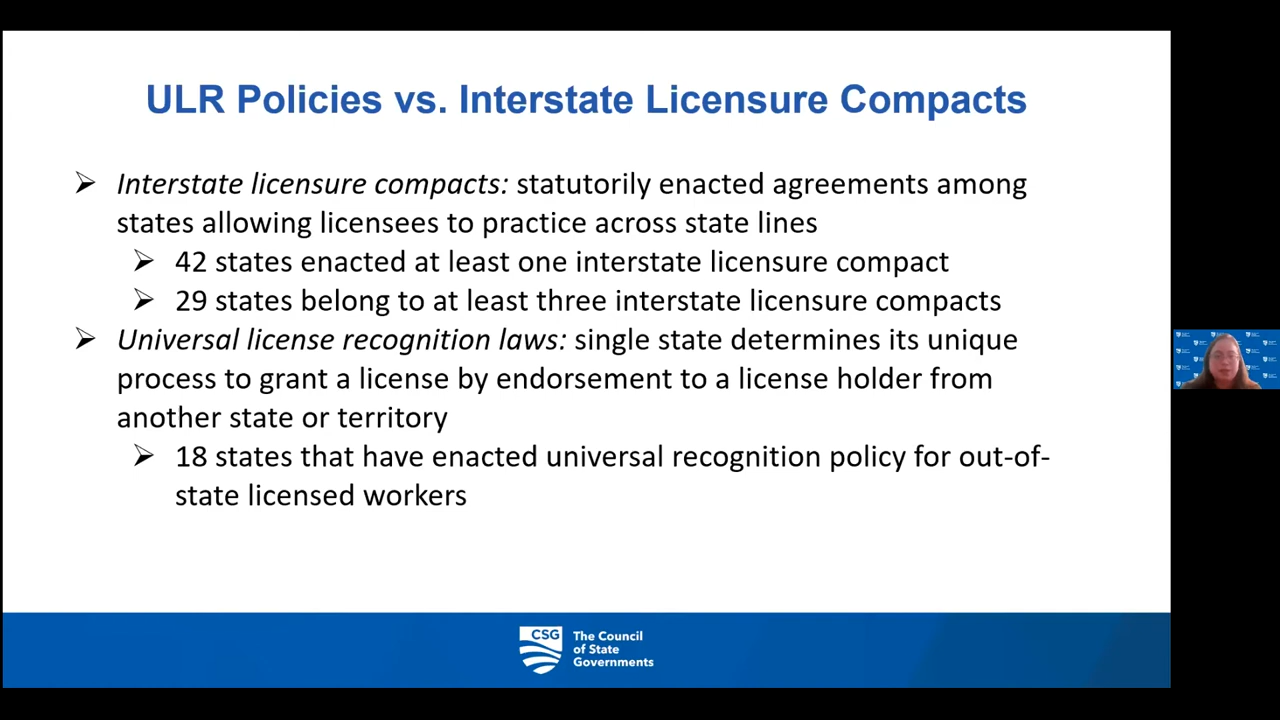 ULR Policies vs. Interstate Licensure Compacts
Interstate licensure compacts: statutorily enacted agreements among
states allowing licensees to practice across state lines
42 states enacted at least one interstate licensure compact
29 states belong to at least three interstate licensure compacts
Universal license recognition laws: single state determines its unique
process to grant a license by endorsement to a license holder from
another state or territory
18 states that have enacted universal recognition policy for out-of-
state licensed workers
CSG
The Council
of State
Governments